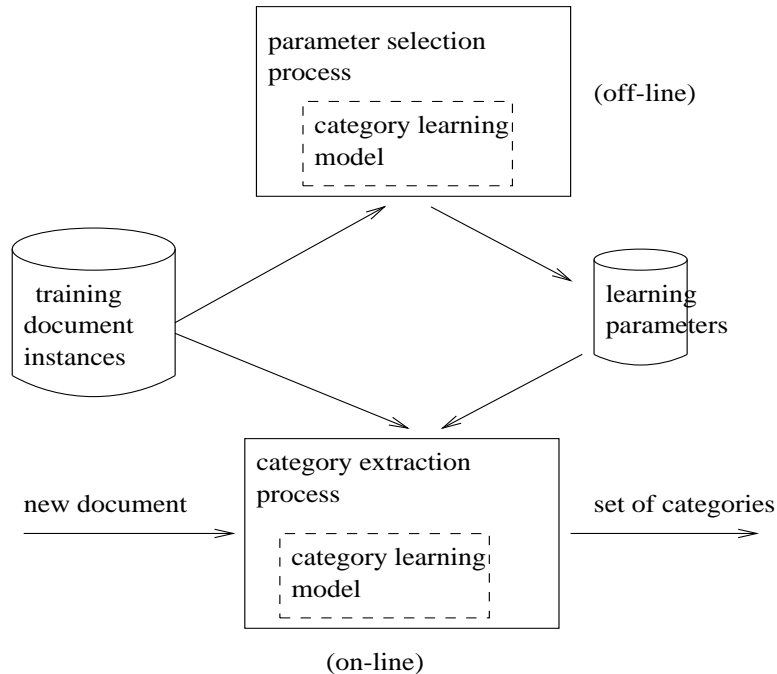 parameter selection
process
(off-line)
category learning
model
training
document
instances
learning
parameters
category extraction
process
new document
set of categories
category learning
model
(on-line)